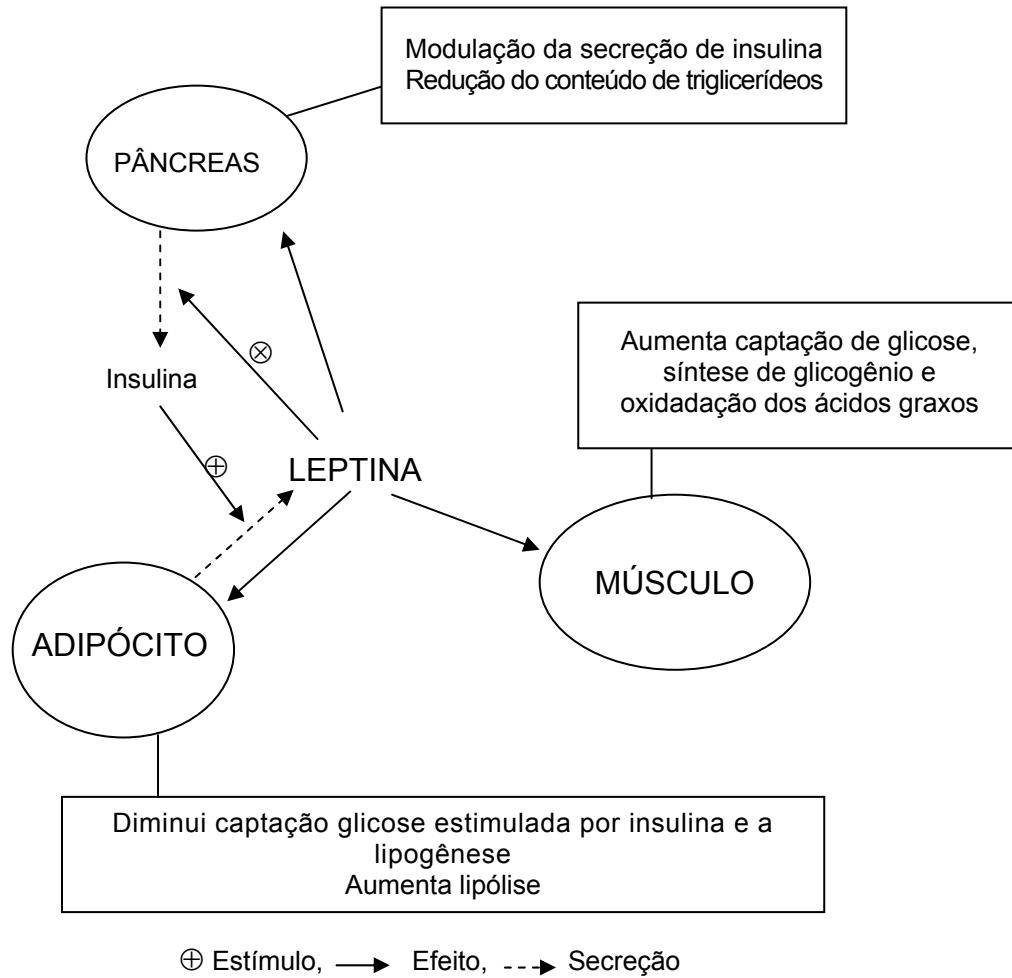 Modulação da secreção de insulina
Redução do conteúdo de triglicerídeos
PÂNCREAS
Aumenta captação de glicose,
síntese de glicogênio e
oxidadação dos ácidos graxos
⊗
Insulina
⊕
LEPTINA
MÚSCULO
ADIPÓCITO
Diminui captação glicose estimulada por insulina e a
lipogênese
Aumenta lipólise
⊕ Estímulo, Efeito, Secreção